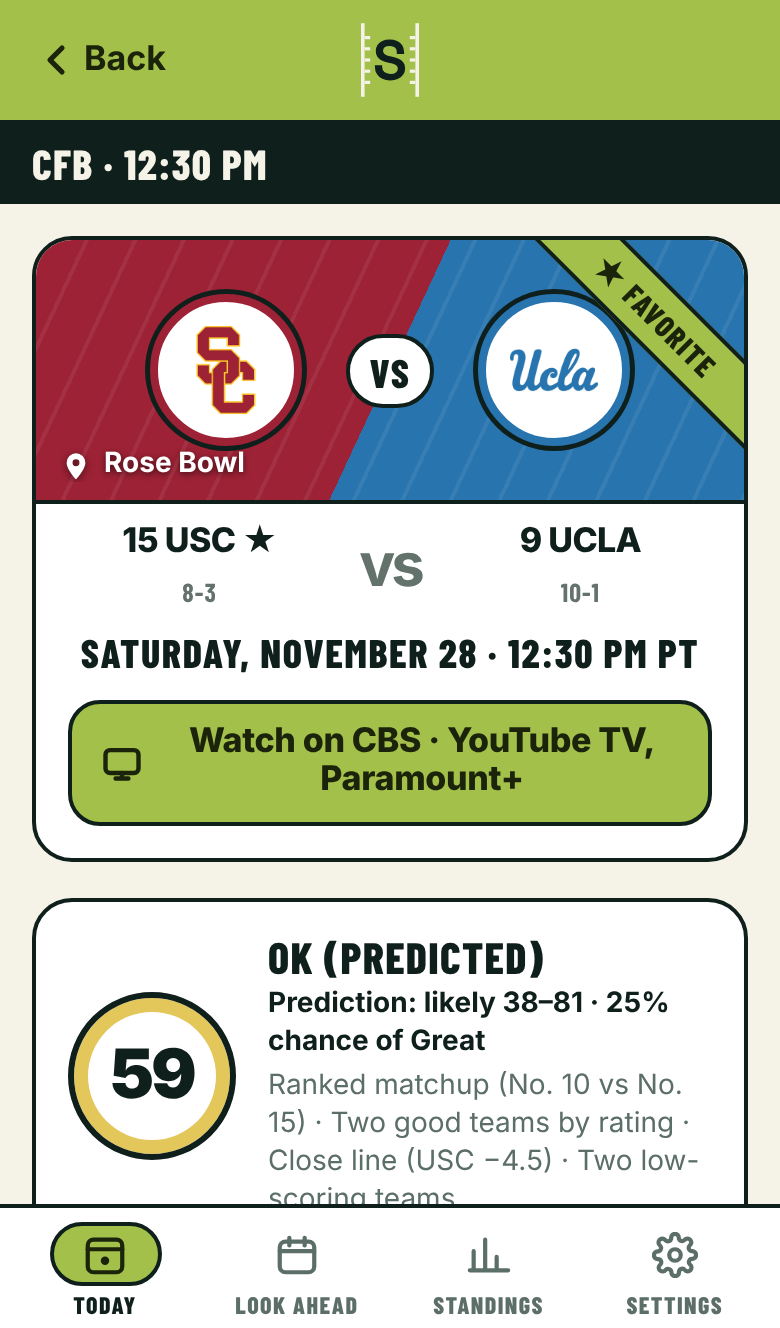 Back
S
CFB · 12:30 PM
★ FAVORITE
SC
VS
Ucla
Rose Bowl
15 USC ★
VS
9 UCLA
8-3
10-1
SATURDAY, NOVEMBER 28 · 12:30 PM PT
Watch on CBS · YouTube TV,
Paramount+
OK (PREDICTED)
Prediction: likely 38–81 · 25%
chance of Great
59
Ranked matchup (No. 10 vs No.
15) · Two good teams by rating ·
Close line (USC −4.5) · Two low-
scoring teams
TODAY
LOOK AHEAD
STANDINGS
SETTINGS